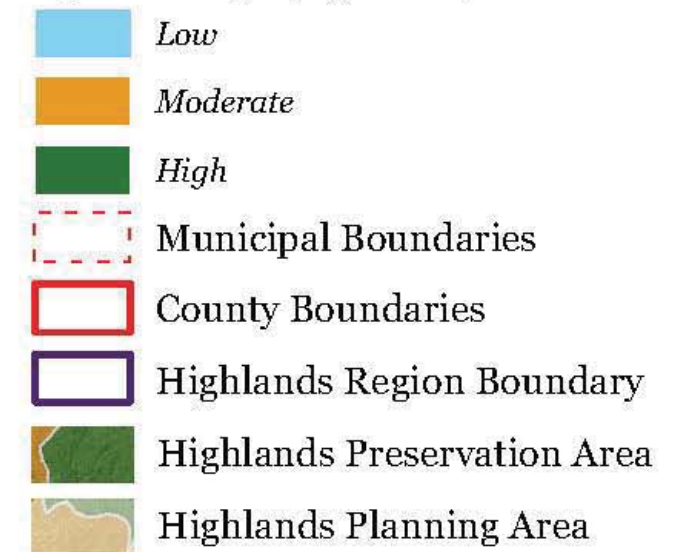 Low
Moderate
High
Municipal Boundaries
County Boundaries
Highlands Region Boundary
Highlands Preservation Area
Highlands Planning Area